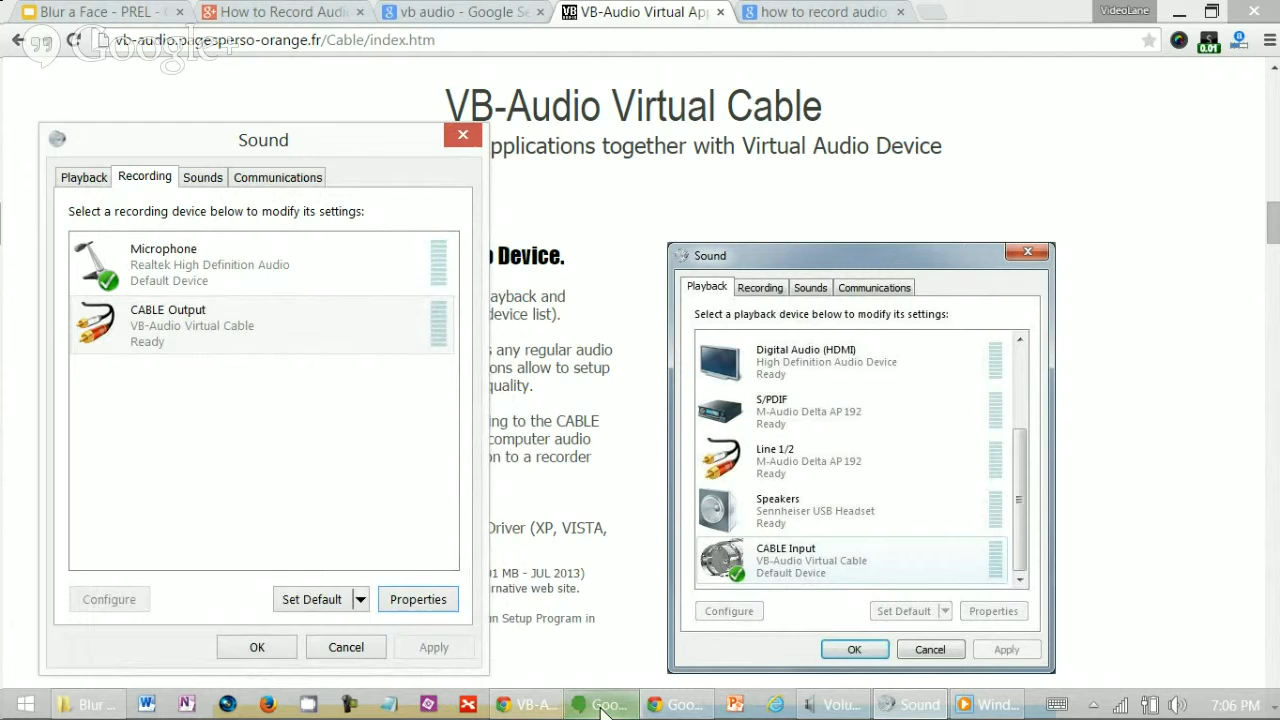 Blur a Face - PREL - G
How to Record Audio
vb audio - Google Se
VB-Audio Virtual Ap
how to record audio
VideoLane
Google+
perso-orange.fr/Cable/index.htm
0.01
VB-Audio Virtual Cable
pplications together with Virtual Audio Device
Sound
Playback
Recording
Sounds
Communications
Select a recording device below to modify its settings:
Microphone
Realtek High Definition Audio
Default Device
CABLE Output
VB-Audio Virtual Cable
Ready
Configure
Set Default
Properties
OK
Cancel
Apply
o Device.
ayback and
device list).
s any regular audio
ons allow to setup
quality.
ng to the CABLE
computer audio
on to a recorder
Driver (XP, VISTA,
01 MB - JUL 2013)
rnative web site.
n Setup Program in
Sound
Playback
Recording
Sounds
Communications
Select a playback device below to modify its settings:
Digital Audio (HDMI)
High Definition Audio Device
Ready
S/PDIF
M-Audio Delta AP 192
Ready
Line 1/2
M-Audio Delta AP 192
Ready
Speakers
Sennheiser USB Headset
Ready
CABLE Input
VB-Audio Virtual Cable
Default Device
Configure
Set Default
Properties
OK
Cancel
Apply
Blur ...
VB-A...
Goo...
Goo...
Volu...
Sound
Wind...
7:06 PM